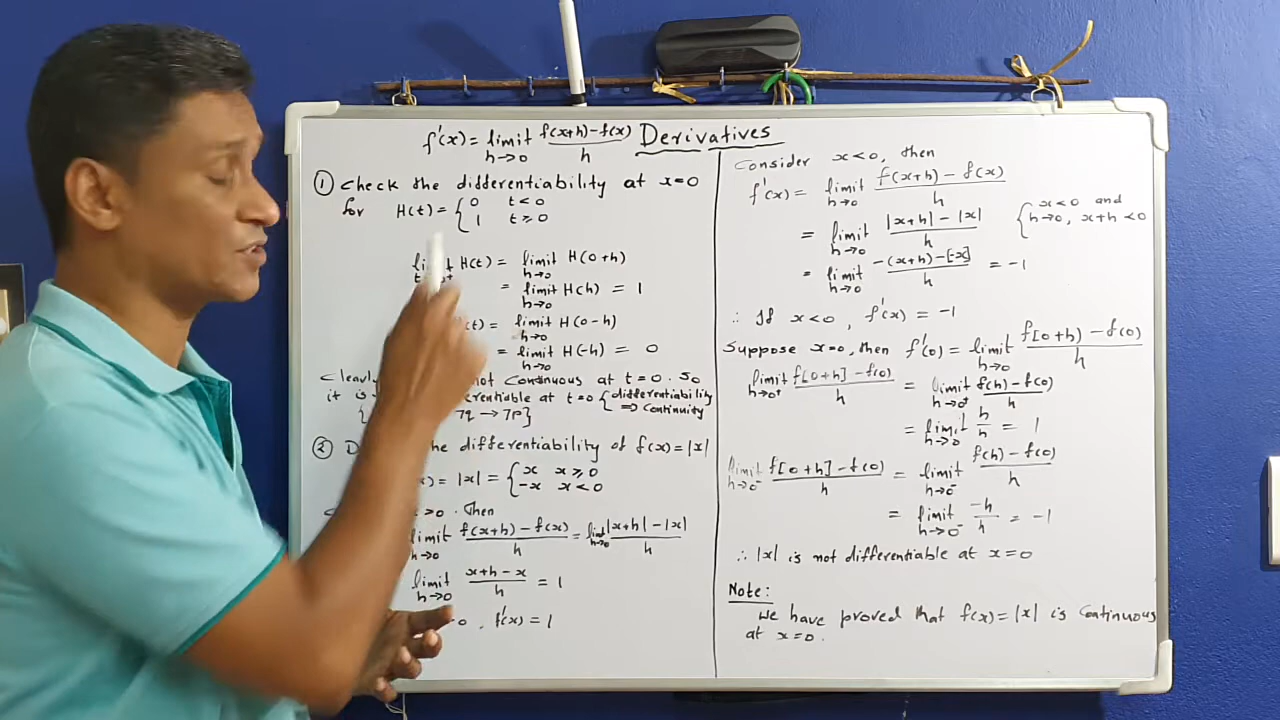 f'(x) = limit h→0 f(x+h) - f(x) / h Derivatives
① Check the differentiability at x=0
for H(t) = { 0 t < 0
1 t ⩾ 0
H(t) = limit h→0 H(0+h)
= limit h→0 H(h) = 1
(t) = limit h→0 H(0-h)
= limit h→0 H(-h) = 0
Clearly not continuous at t=0. So
it is at t=0 { differentiability
⟹ continuity
{ 7q → 7p}
② the differentiability of f(x)=|x|
= |x| = { x x ⩾ 0
-x x < 0
>0. Then
limit h→0 f(x+h) - f(x) / h = limit h→0 |x+h| - |x| / h
limit h→0 x+h-x / h = 1
, f'(x) = 1
Consider x<0, then
f'(x) = limit h→0 f(x+h) - f(x) / h
= limit h→0 |x+h| - |x| / h { x<0 and
h→0, x+h <0
= limit h→0 -(x+h) - [-x] / h = -1
∴ If x<0, f'(x) = -1
Suppose x=0, then f'(0) = limit h→0 f[0+h] - f(0) / h
limit h→0⁺ f[0+h] - f(0) / h = limit h→0⁺ f(h) - f(0) / h
= limit h→0 h / h = 1
limit h→0⁻ f[0+h] - f(0) / h = limit h→0⁻ f(h) - f(0) / h
= limit h→0⁻ -h / h = -1
∴ |x| is not differentiable at x=0
Note:
We have proved that f(x)=|x| is continuous
at x=0.